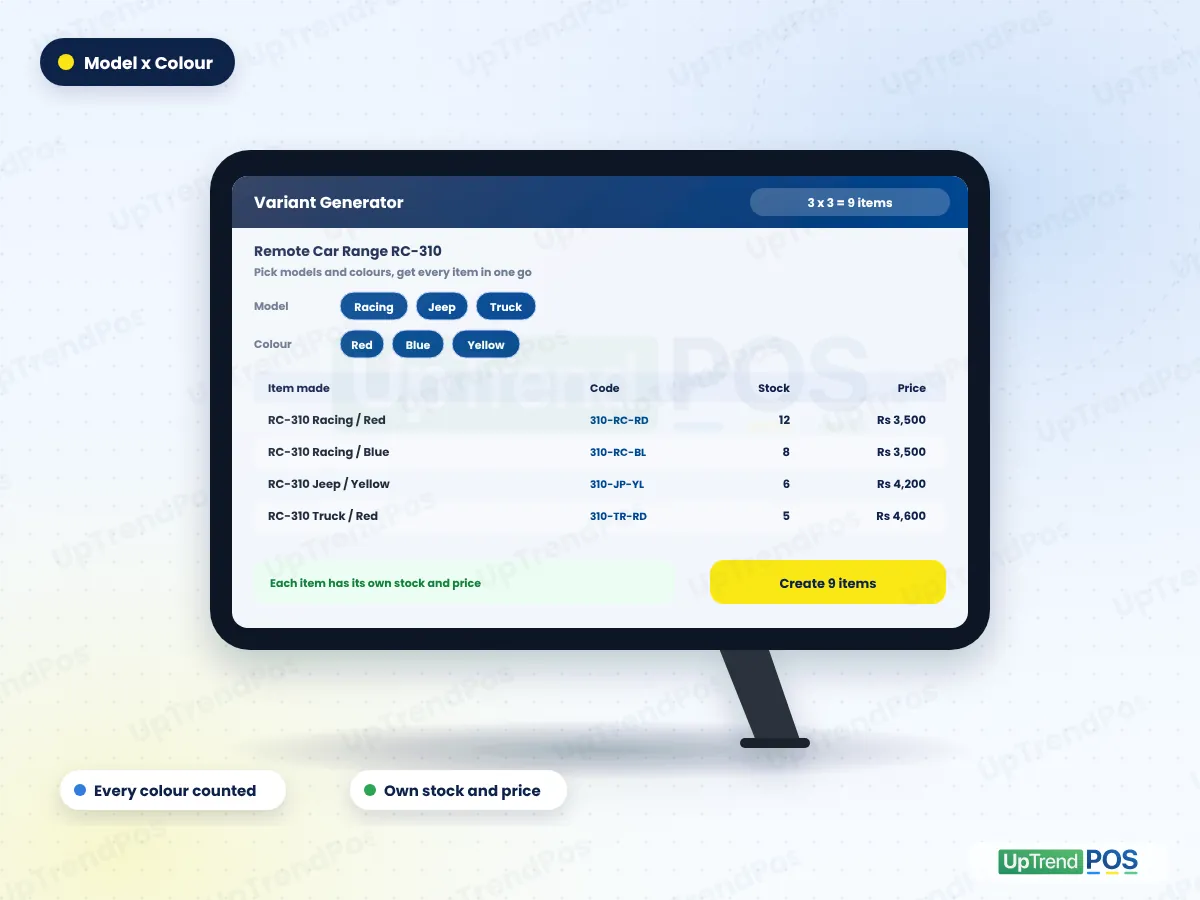 Model x Colour
Variant Generator
3 x 3 = 9 items
Remote Car Range RC-310
Pick models and colours, get every item in one go
Model Racing Jeep Truck
Colour Red Blue Yellow
Item made Code Stock Price
RC-310 Racing / Red 310-RC-RD 12 Rs 3,500
RC-310 Racing / Blue 310-RC-BL 8 Rs 3,500
RC-310 Jeep / Yellow 310-JP-YL 6 Rs 4,200
RC-310 Truck / Red 310-TR-RD 5 Rs 4,600
Each item has its own stock and price
Create 9 items
Every colour counted
Own stock and price
UpTrend POS